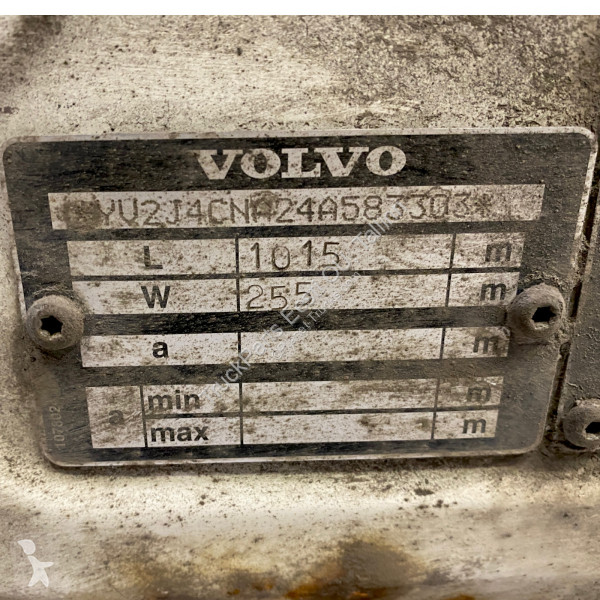 VOLVO
*YV2J4CNA24A583303*
L 1015 m
W 255 m
a m
a min m
max m